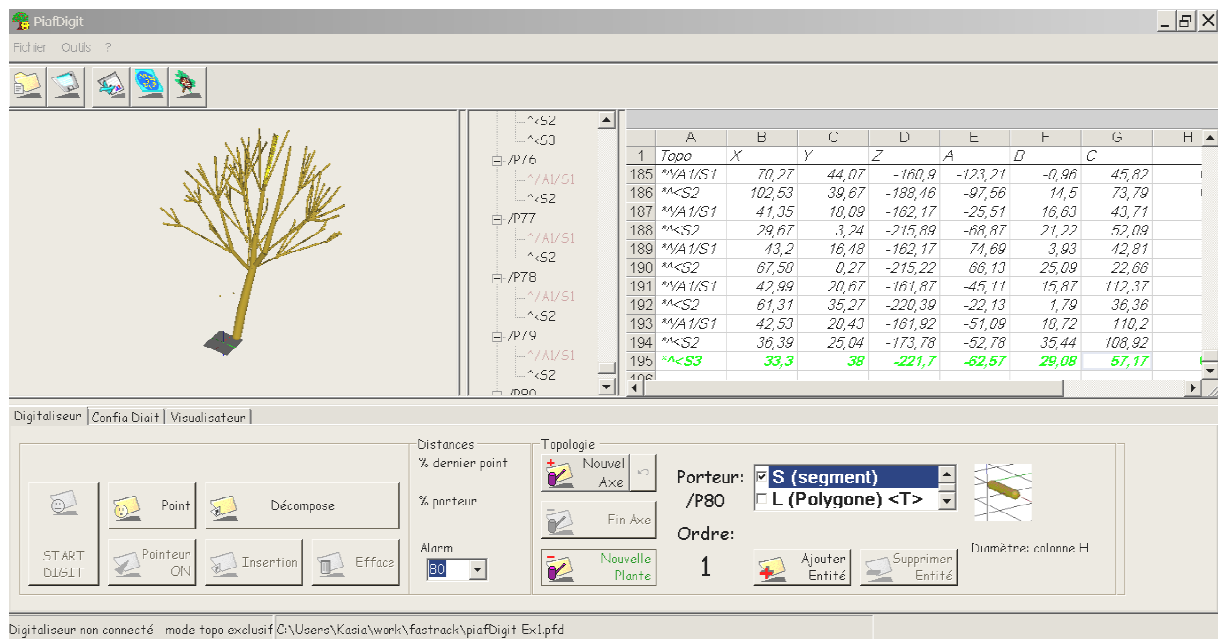 PiafDigit
Fichier Outils ?
^<S2
^<S3
/P76
^/A1/S1
^<S2
/P77
^/A1/S1
^<S2
/P78
^/A1/S1
^<S2
/P79
^/A1/S1
^<S2
/P80
A B C D E F G H
1 Topo X Y Z A B C
185 *^/A1/S1 70,27 44,07 -160,9 -123,21 -0,96 45,82
186 *^<S2 102,53 39,67 -188,46 -97,56 14,5 73,79
187 *^/A1/S1 41,35 18,09 -162,17 -25,51 16,63 43,71
188 *^<S2 29,67 3,24 -215,89 -68,87 21,22 52,09
189 *^/A1/S1 43,2 16,48 -162,17 74,69 3,93 42,81
190 *^<S2 67,58 0,27 -215,22 66,13 25,09 22,66
191 *^/A1/S1 42,99 20,67 -161,87 -45,11 15,87 112,37
192 *^<S2 61,31 35,27 -220,39 -22,13 1,79 36,36
193 *^/A1/S1 42,53 20,43 -161,92 -51,09 10,72 110,2
194 *^<S2 36,39 25,04 -173,78 -52,78 35,44 108,92
195 *^<S3 33,3 38 -221,7 -62,57 29,08 57,17
Digitaliseur Config Digit Visualisateur
START
DIGIT
Point
Décompose
Pointeur
ON
Insertion
Efface
Distances
% dernier point
% porteur
Alarm
80
Topologie
Nouvel
Axe
Fin Axe
Nouvelle
Plante
Porteur:
/P80
Ordre:
1
S (segment)
L (Polygone) <T>
Ajouter
Entité
Supprimer
Entité
Diamètre: colonne H
Digitaliseur non connecté mode topo exclusif C:\Users\Kasia\work\fastrack\piafDigit Ex1.pfd